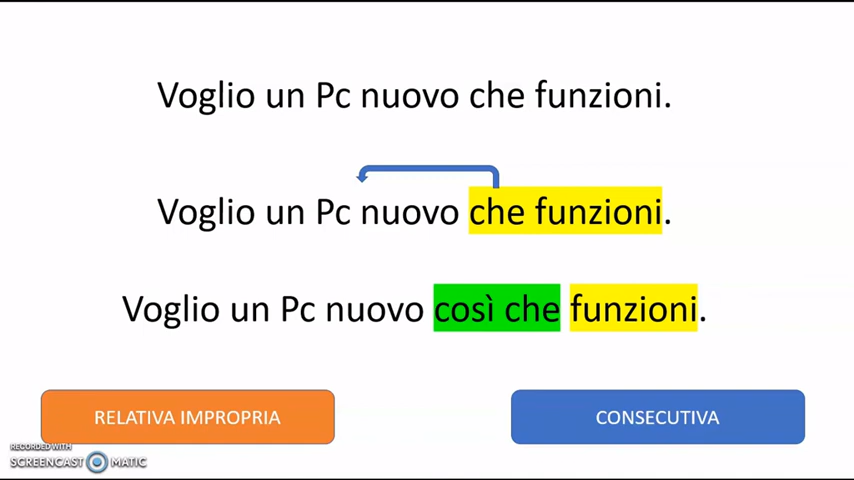 Voglio un Pc nuovo che funzioni.
Voglio un Pc nuovo che funzioni.
Voglio un Pc nuovo così che funzioni.
RELATIVA IMPROPRIA
CONSECUTIVA
RECORDED WITH
SCREENCAST MATIC